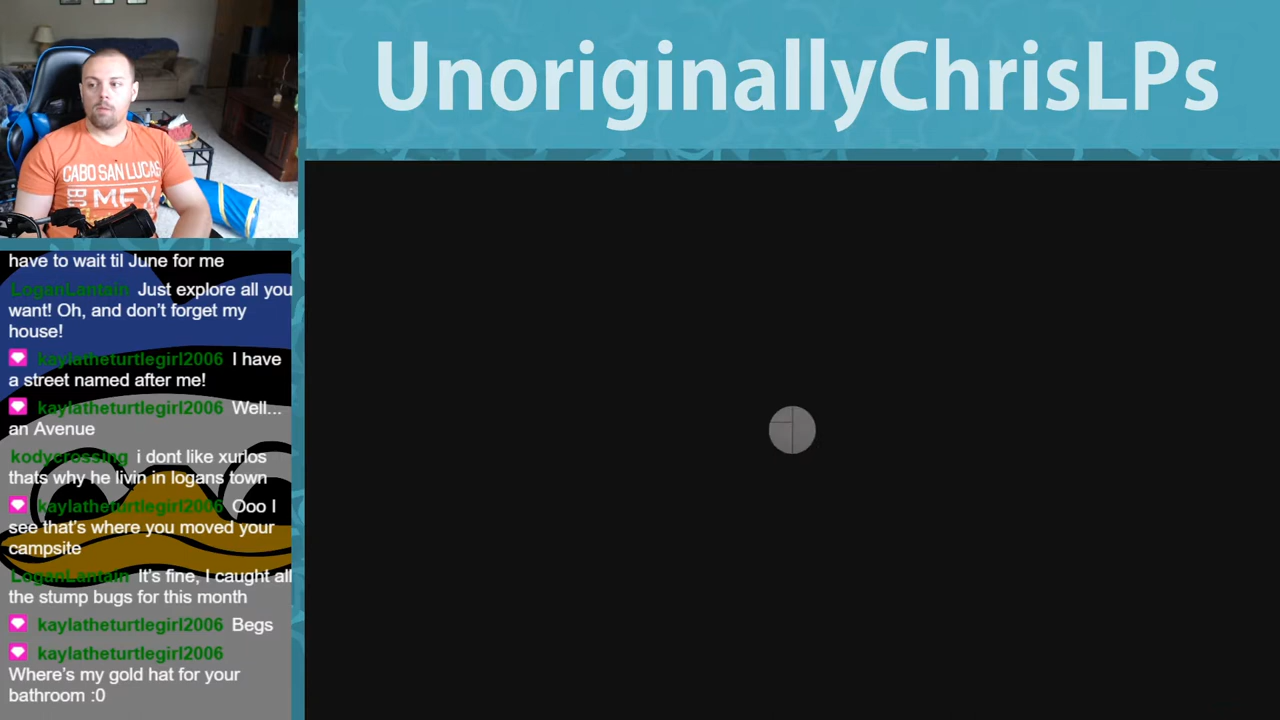 UnoriginallyChrisLPs
CABO SAN LUCAS
MEX
have to wait til June for me
LoganLantain Just explore all you
want! Oh, and don't forget my
house!
kaylatheturtlegirl2006 I have
a street named after me!
kaylatheturtlegirl2006 Well...
an Avenue
kodycrossing i dont like xurlos
thats why he livin in logans town
kaylatheturtlegirl2006 Ooo I
see that's where you moved your
campsite
LoganLantain It's fine, I caught all
the stump bugs for this month
kaylatheturtlegirl2006 Begs
kaylatheturtlegirl2006
Where's my gold hat for your
bathroom :0